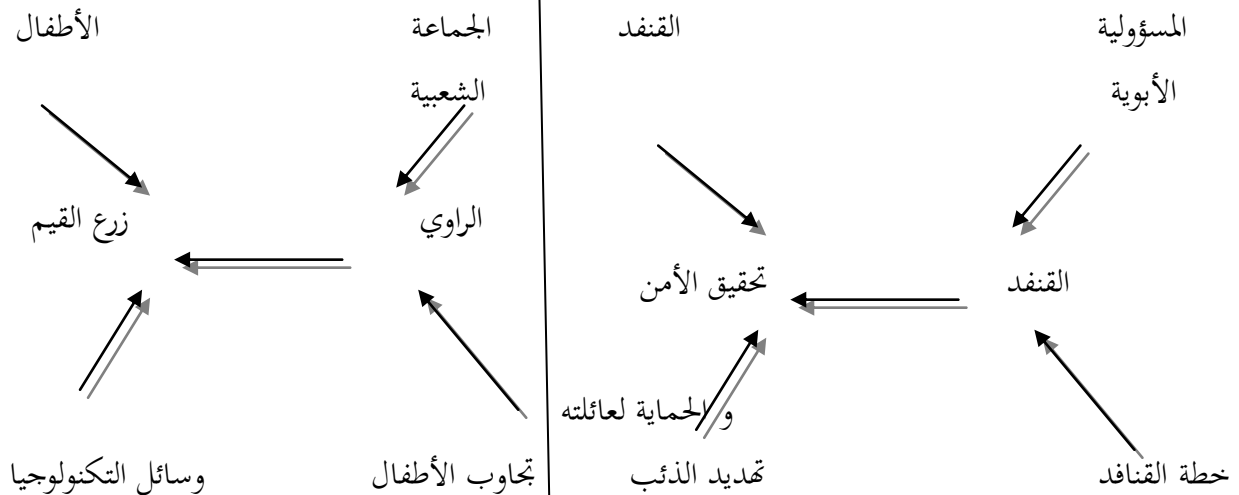 المسؤولية
الأبوية
القنفد
القنفد
تحقيق الأمن
و الحماية لعائلته
خطة القنافد
تهديد الذئب
الجماعة
الشعبية
الأطفال
الراوي
زرع القيم
تجاوب الأطفال
وسائل التكنولوجيا